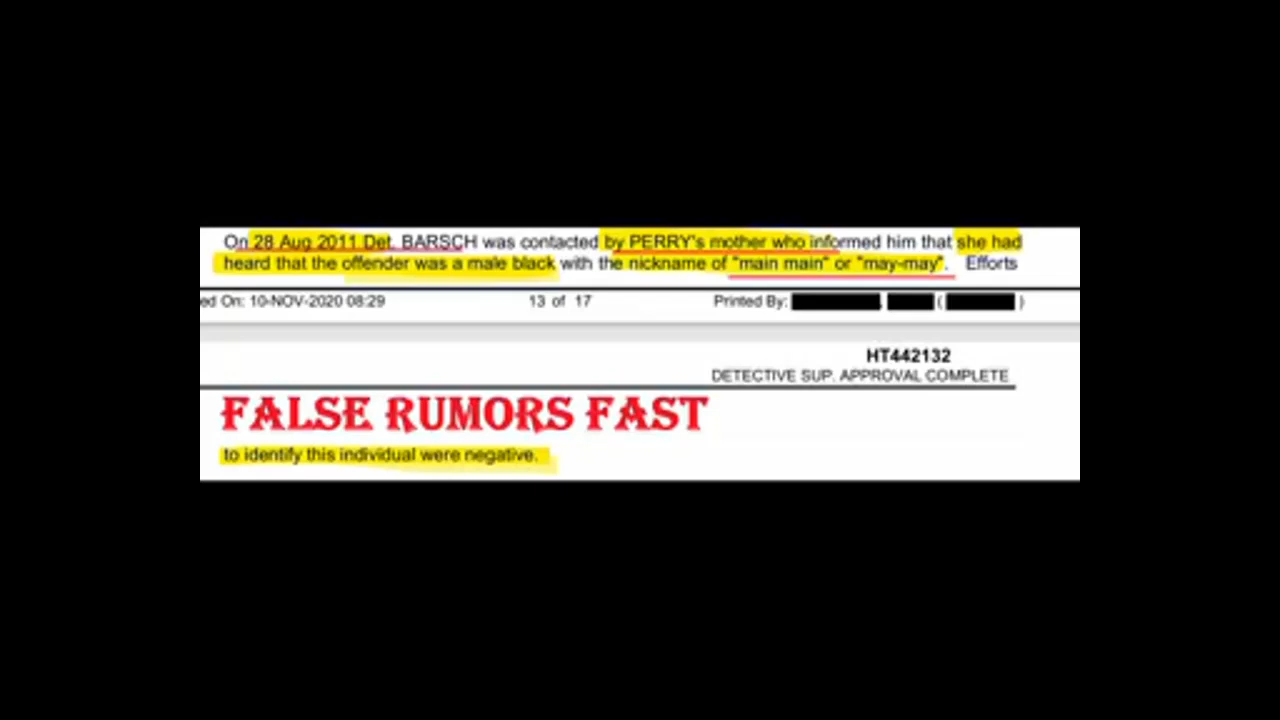 On 28 Aug 2011 Det. BARSCH was contacted by PERRY's mother who informed him that she had
heard that the offender was a male black with the nickname of "main main" or "may-may". Efforts
ed On: 10-NOV-2020 08:29 13 of 17 Printed By: , ( )
HT442132
DETECTIVE SUP. APPROVAL COMPLETE
FALSE RUMORS FAST
to identify this individual were negative.